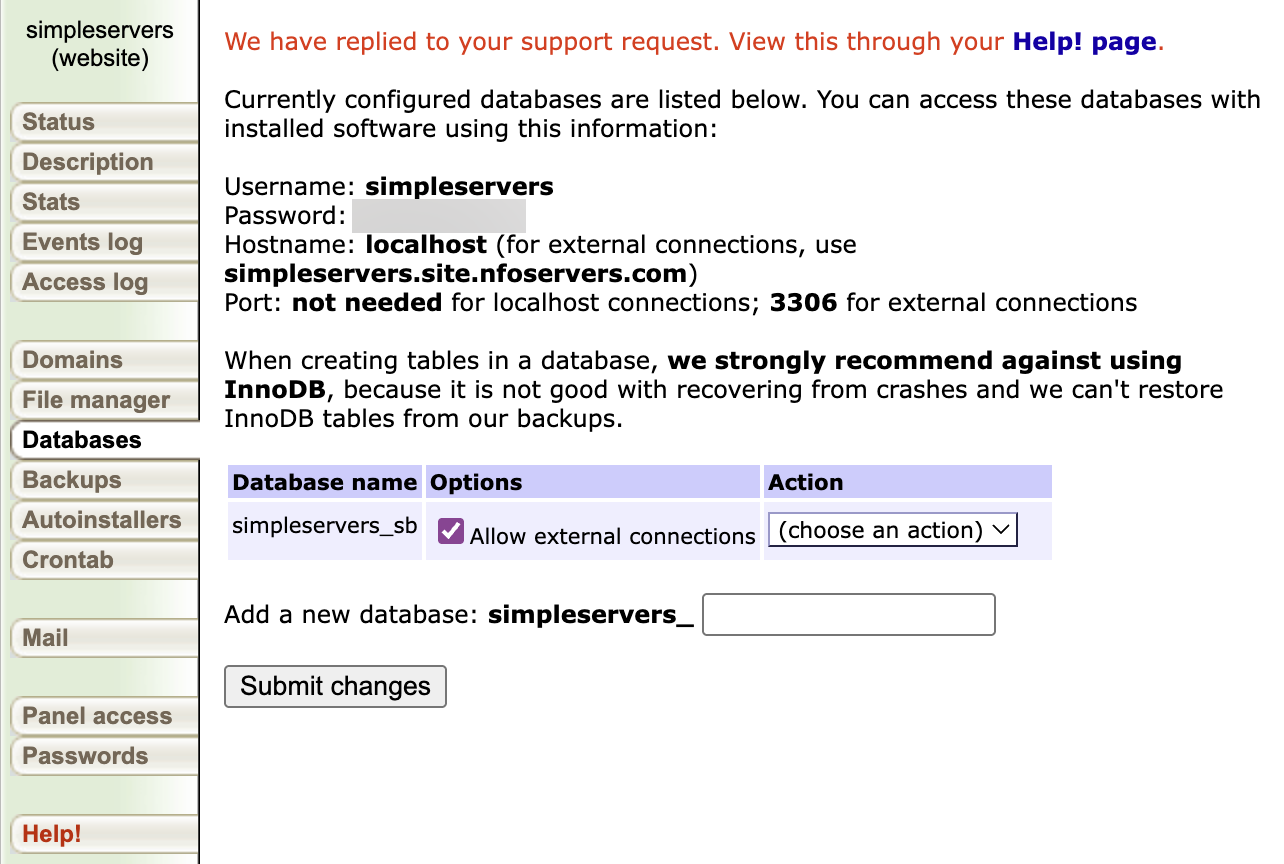 simpleservers
(website)
Status
Description
Stats
Events log
Access log
Domains
File manager
Databases
Backups
Autoinstallers
Crontab
Mail
Panel access
Passwords
Help!
We have replied to your support request. View this through your Help! page.
Currently configured databases are listed below. You can access these databases with
installed software using this information:
Username: simpleservers
Password:
Hostname: localhost (for external connections, use
simpleservers.site.nfoservers.com)
Port: not needed for localhost connections; 3306 for external connections
When creating tables in a database, we strongly recommend against using
InnoDB, because it is not good with recovering from crashes and we can't restore
InnoDB tables from our backups.
Database name Options Action
simpleservers_sb Allow external connections (choose an action)
Add a new database: simpleservers_
Submit changes